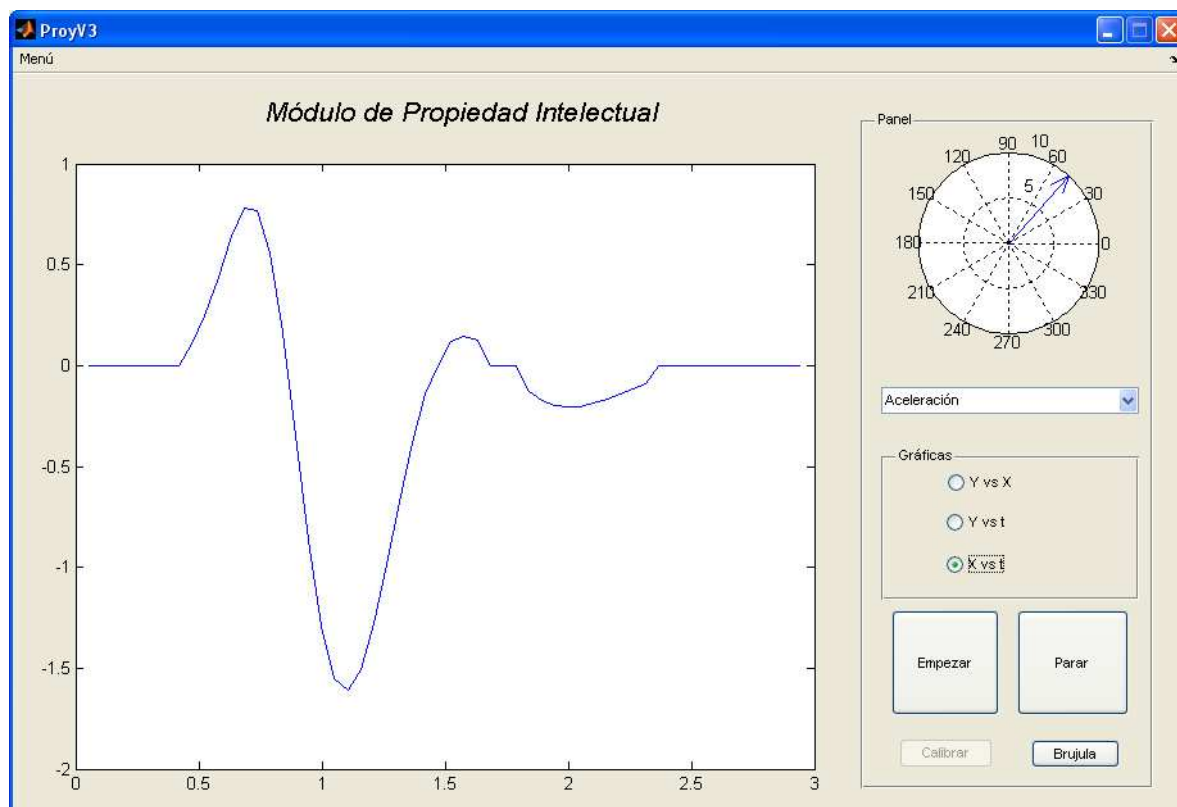 ProyV3
Menú
Módulo de Propiedad Intelectual
1
0.5
0
-0.5
-1
-1.5
-2
0
0.5
1
1.5
2
2.5
3
Panel
90
10
120
60
150
5
30
180
0
210
330
240
300
270
Aceleración
Gráficas
Y vs X
Y vs t
X vs t
Empezar
Parar
Calibrar
Brujula